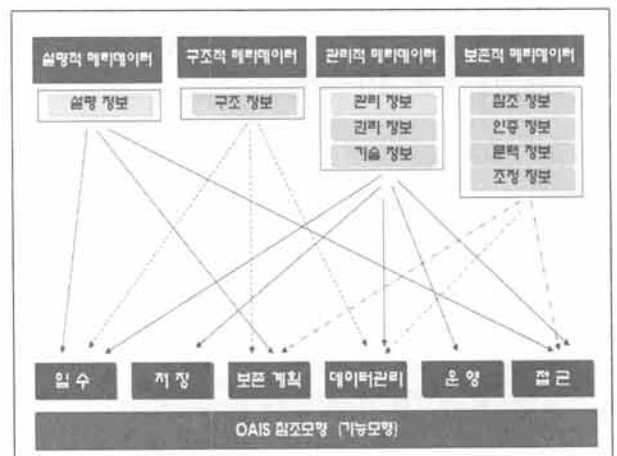 설명적 메타데이터
구조적 메타데이터
관리적 메타데이터
보존적 메타데이터
설명 정보
구조 정보
관리 정보
권리 정보
기술 정보
참조 정보
인증 정보
문맥 정보
조정 정보
입 수
저 장
보존 계획
데이터관리
운 영
접 근
OAIS 참조모형 (기능모형)